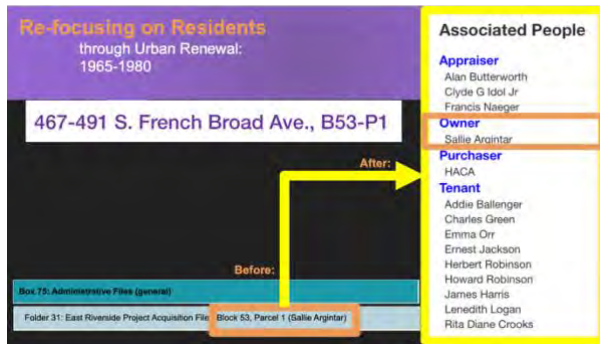 Re-focusing on Residents
through Urban Renewal:
1965-1980
467-491 S. French Broad Ave., B53-P1
After:
Before:
Box 75: Administrative Files (general)
Folder 31: East Riverside Project Acquisition File Block 53, Parcel 1 (Sallie Argintar)
Associated People
Appraiser
Alan Butterworth
Clyde G Idol Jr
Francis Naeger
Owner
Sallie Argintar
Purchaser
HACA
Tenant
Addie Ballenger
Charles Green
Emma Orr
Ernest Jackson
Herbert Robinson
Howard Robinson
James Harris
Lenedith Logan
Rita Diane Crooks